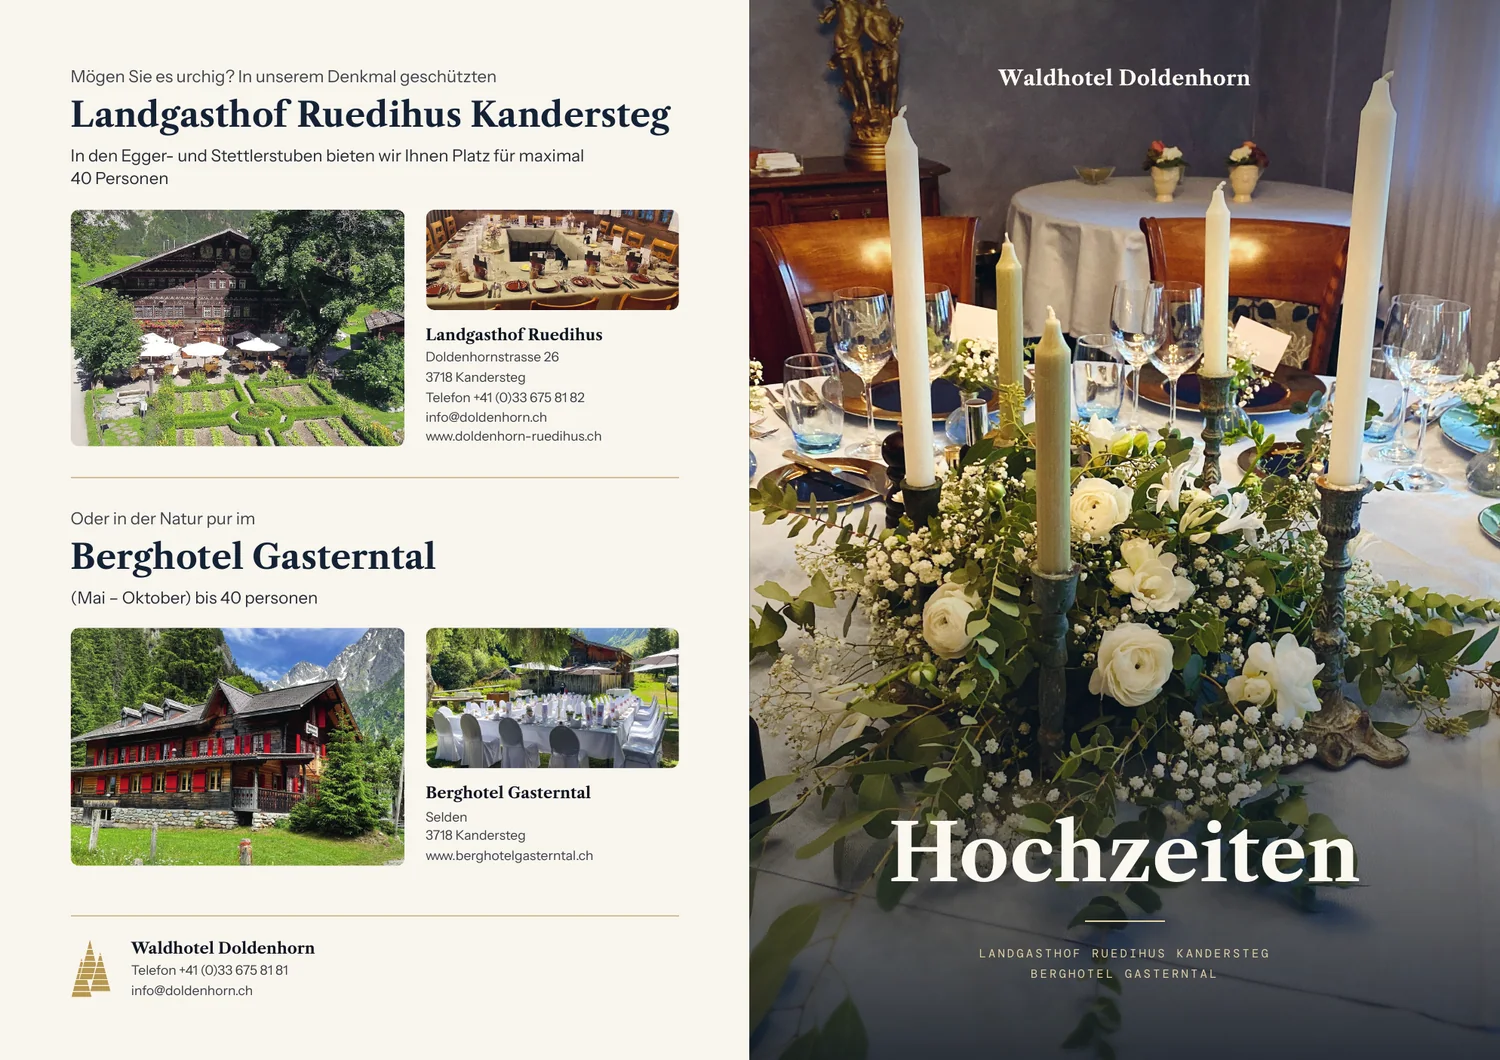 Mögen Sie es urchig? In unserem Denkmal geschützten
Landgasthof Ruedihus Kandersteg
In den Egger- und Stettlerstuben bieten wir Ihnen Platz für maximal
40 Personen
Landgasthof Ruedihus
Doldenhornstrasse 26
3718 Kandersteg
Telefon +41 (0)33 675 81 82
info@doldenhorn.ch
www.doldenhorn-ruedihus.ch
Oder in der Natur pur im
Berghotel Gasterntal
(Mai – Oktober) bis 40 personen
Berghotel Gasterntal
Selden
3718 Kandersteg
www.berghotelgasterntal.ch
Waldhotel Doldenhorn
Telefon +41 (0)33 675 81 81
info@doldenhorn.ch
Waldhotel Doldenhorn
Hochzeiten
LANDGASTHOF RUEDIHUS KANDERSTEG
BERGHOTEL GASTERNTAL